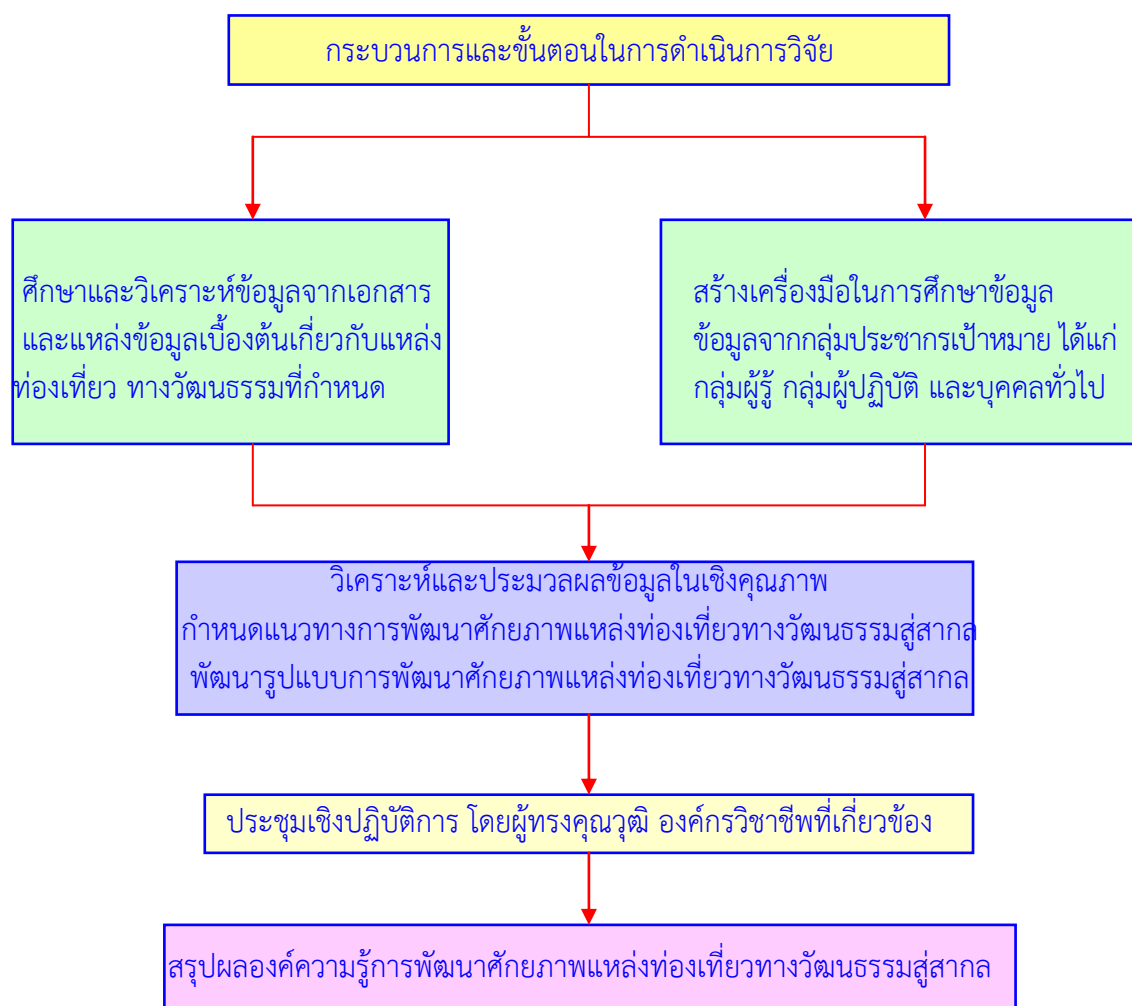 กระบวนการและขั้นตอนในการดำเนินการวิจัย
ศึกษาและวิเคราะห์ข้อมูลจากเอกสาร
และแหล่งข้อมูลเบื้องต้นเกี่ยวกับแหล่ง
ท่องเที่ยว ทางวัฒนธรรมที่กำหนด
สร้างเครื่องมือในการศึกษาข้อมูล
ข้อมูลจากกลุ่มประชากรเป้าหมาย ได้แก่
กลุ่มผู้รู้ กลุ่มผู้ปฏิบัติ และบุคคลทั่วไป
วิเคราะห์และประมวลผลข้อมูลในเชิงคุณภาพ
กำหนดแนวทางการพัฒนาศักยภาพแหล่งท่องเที่ยวทางวัฒนธรรมสู่สากล
พัฒนารูปแบบการพัฒนาศักยภาพแหล่งท่องเที่ยวทางวัฒนธรรมสู่สากล
ประชุมเชิงปฏิบัติการ โดยผู้ทรงคุณวุฒิ องค์กรวิชาชีพที่เกี่ยวข้อง
สรุปผลองค์ความรู้การพัฒนาศักยภาพแหล่งท่องเที่ยวทางวัฒนธรรมสู่สากล